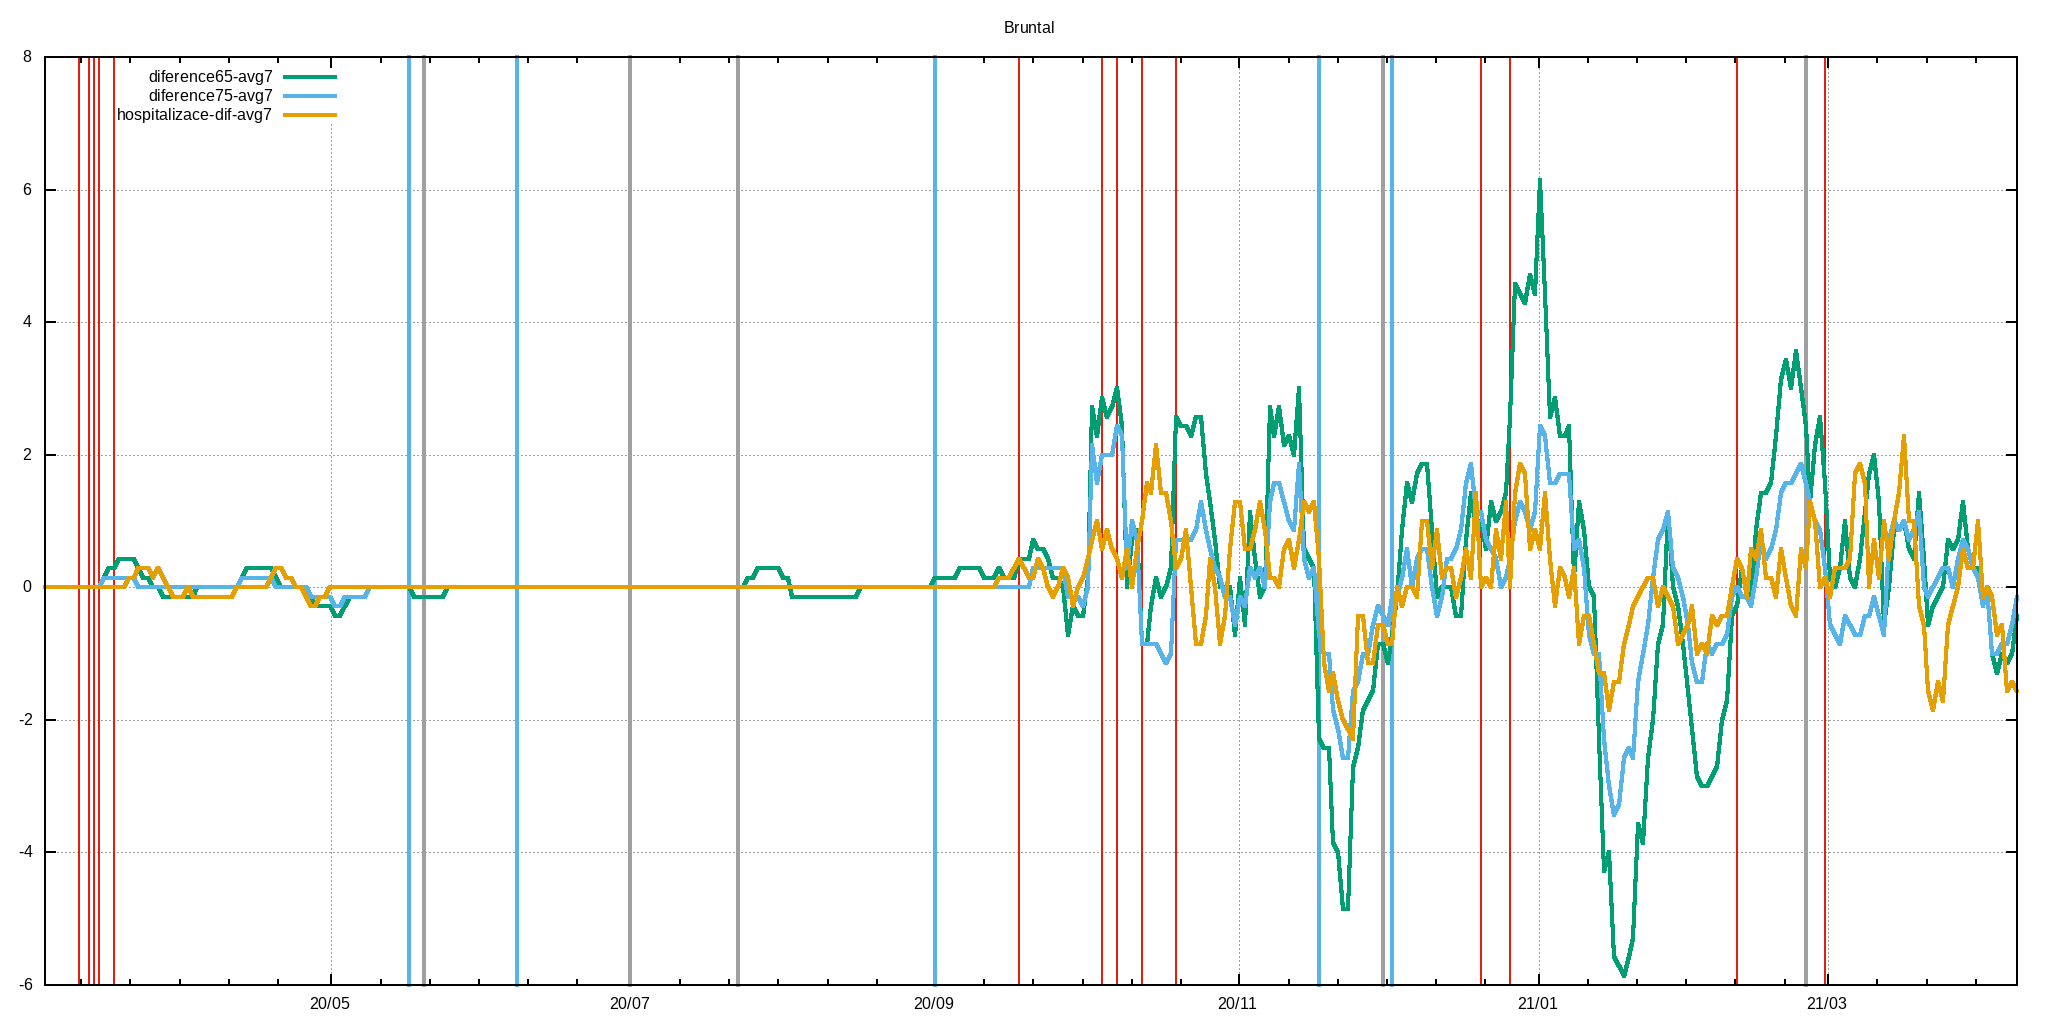 Bruntal
8
6
4
2
0
-2
-4
-6
diference65-avg7
diference75-avg7
hospitalizace-dif-avg7
20/05 20/07 20/09 20/11 21/01 21/03